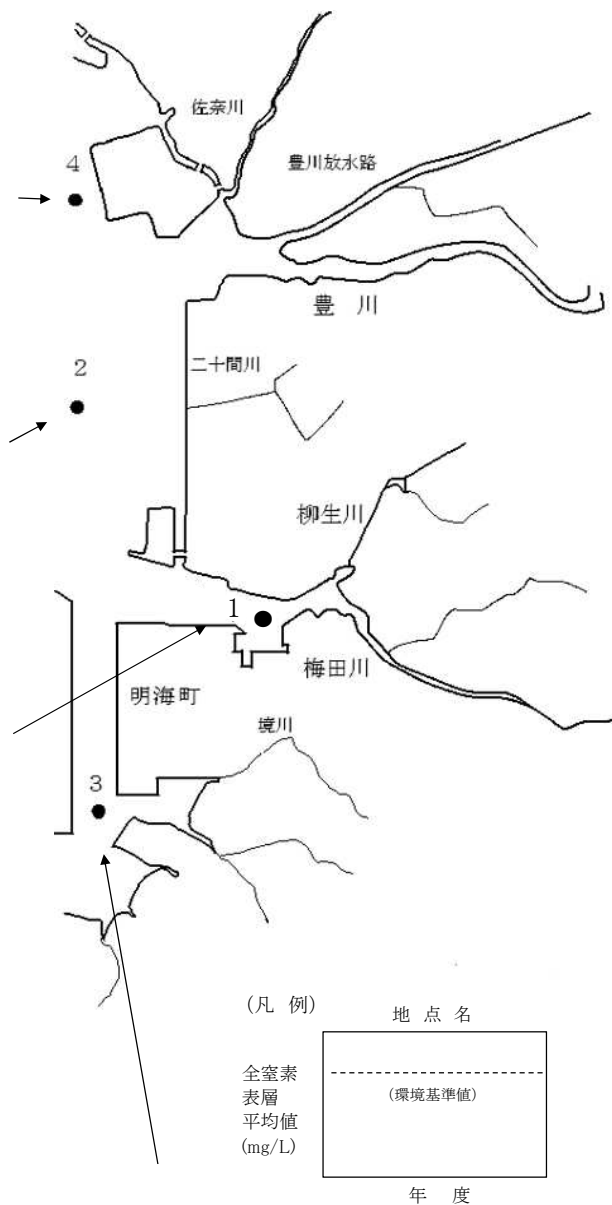 佐奈川
4
豊川放水路
豊 川
2
二十間川
柳生川
1
梅田川
明海町
境川
3
(凡 例)
地 点 名
全窒素
表層
平均値
(mg/L)
(環境基準値)
年 度